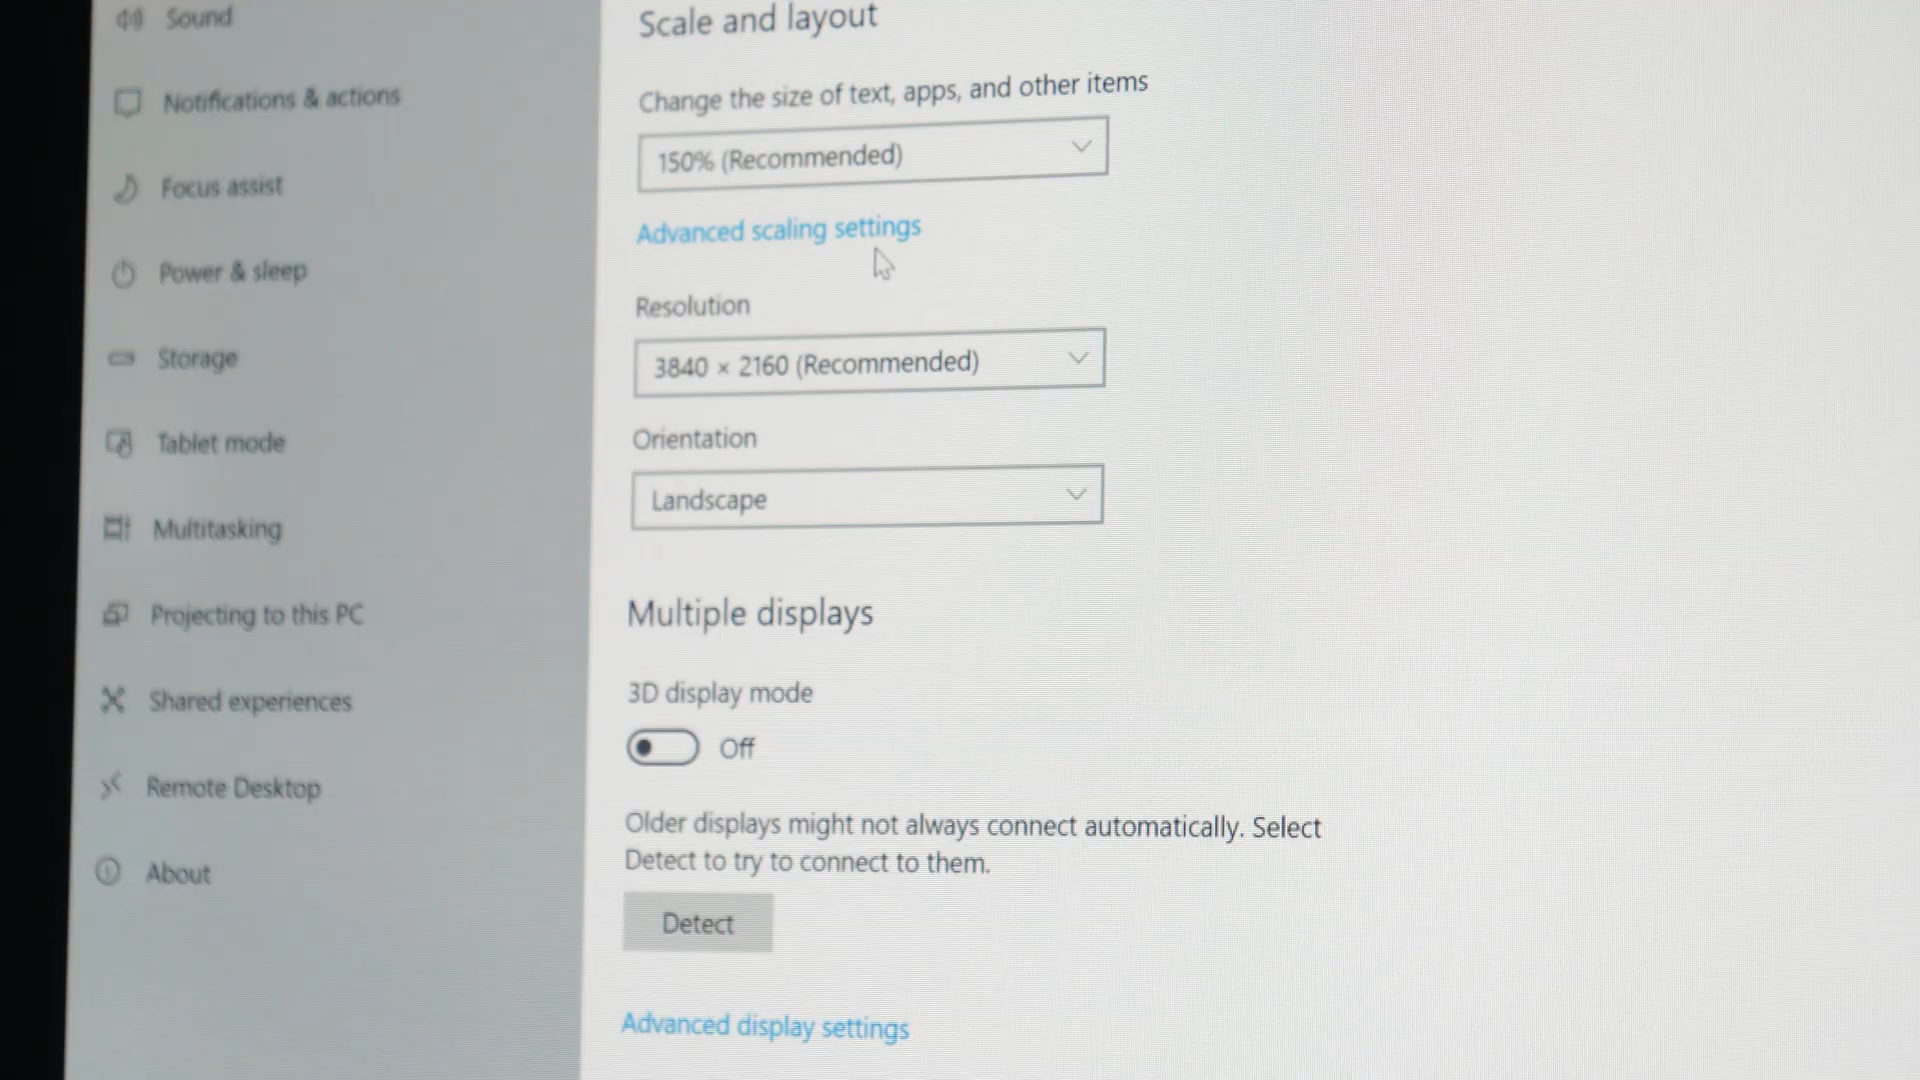 Sound
Notifications & actions
Focus assist
Power & sleep
Storage
Tablet mode
Multitasking
Projecting to this PC
Shared experiences
Remote Desktop
About
Scale and layout
Change the size of text, apps, and other items
150% (Recommended)
Advanced scaling settings
Resolution
3840 × 2160 (Recommended)
Orientation
Landscape
Multiple displays
3D display mode
Off
Older displays might not always connect automatically. Select
Detect to try to connect to them.
Detect
Advanced display settings